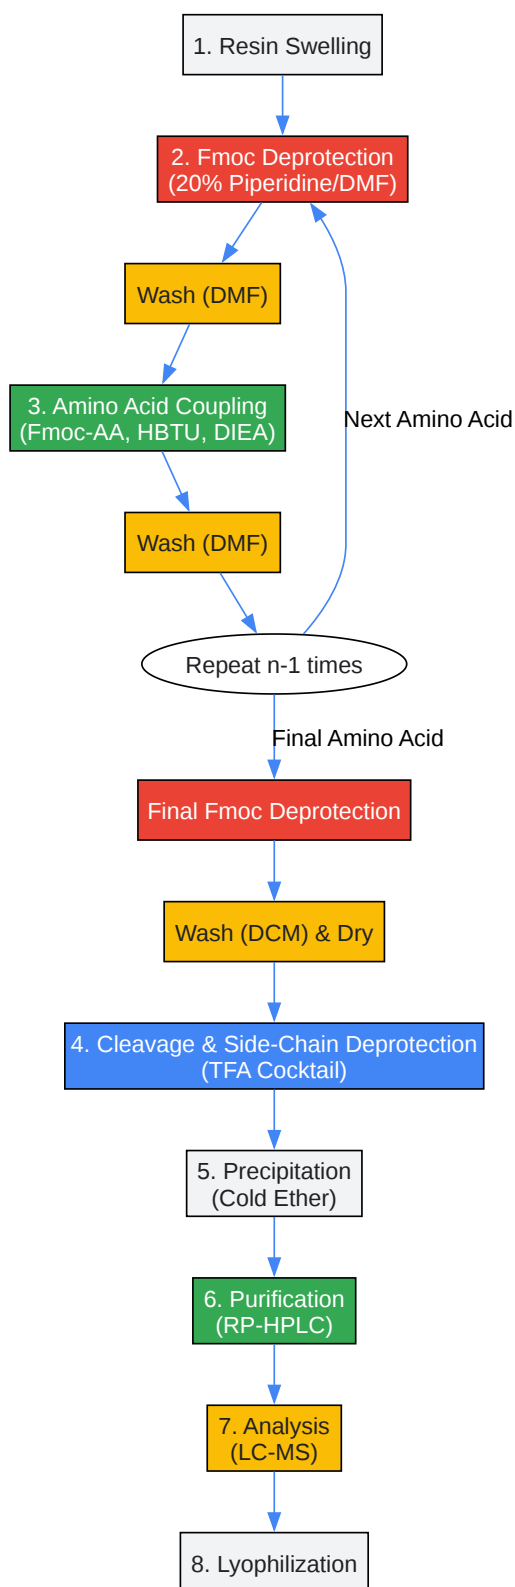 1. Resin Swelling
2. Fmoc Deprotection
(20% Piperidine/DMF)
Wash (DMF)
3. Amino Acid Coupling
(Fmoc-AA, HBTU, DIEA)
Next Amino Acid
Wash (DMF)
Repeat n-1 times
Final Amino Acid
Final Fmoc Deprotection
Wash (DCM) & Dry
4. Cleavage & Side-Chain Deprotection
(TFA Cocktail)
5. Precipitation
(Cold Ether)
6. Purification
(RP-HPLC)
7. Analysis
(LC-MS)
8. Lyophilization